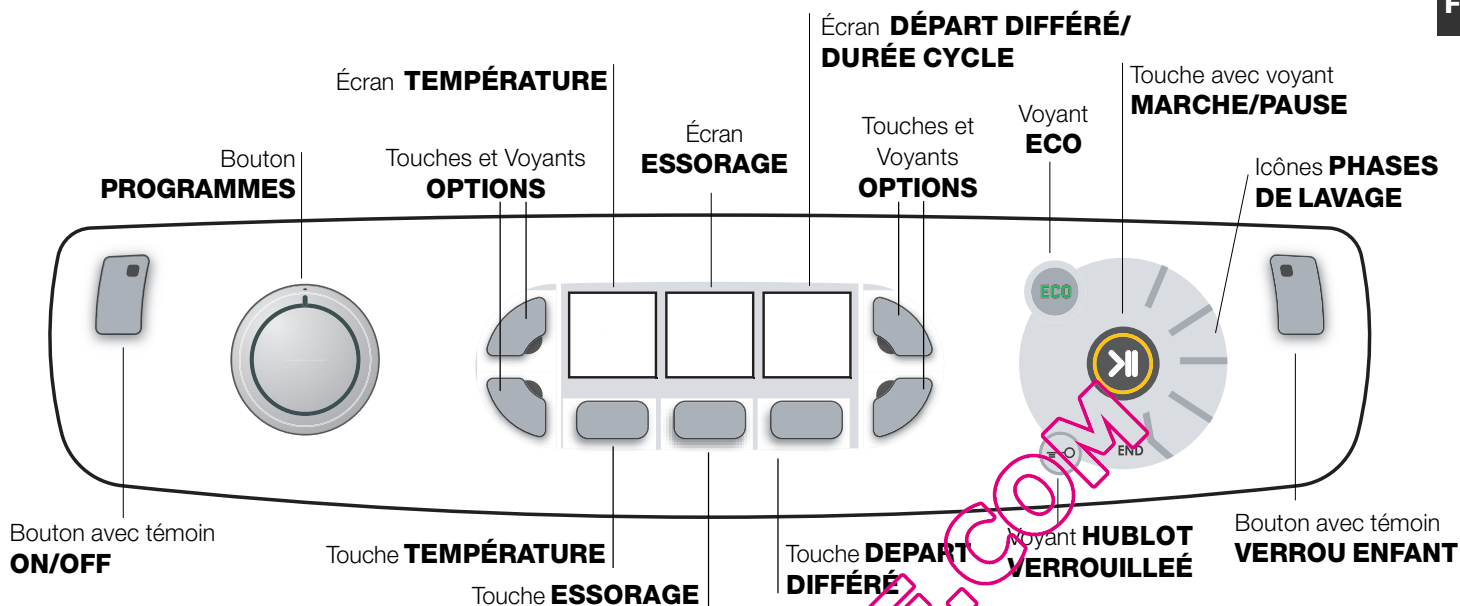 F
Écran DÉPART DIFFÉRÉ/
DURÉE CYCLE
Écran TEMPÉRATURE
Touche avec voyant
MARCHE/PAUSE
Écran
ESSORAGE
Touches et
Voyants
OPTIONS
Voyant
ECO
Bouton
PROGRAMMES
Touches et Voyants
OPTIONS
Icônes PHASES
DE LAVAGE
ECO
END
Bouton avec témoin
ON/OFF
Touche TEMPÉRATURE
Touche ESSORAGE
Touche DEPART
DIFFÉRÉ
Voyant HUBLOT
VERROUILLEÉ
Bouton avec témoin
VERROU ENFANT
.COM